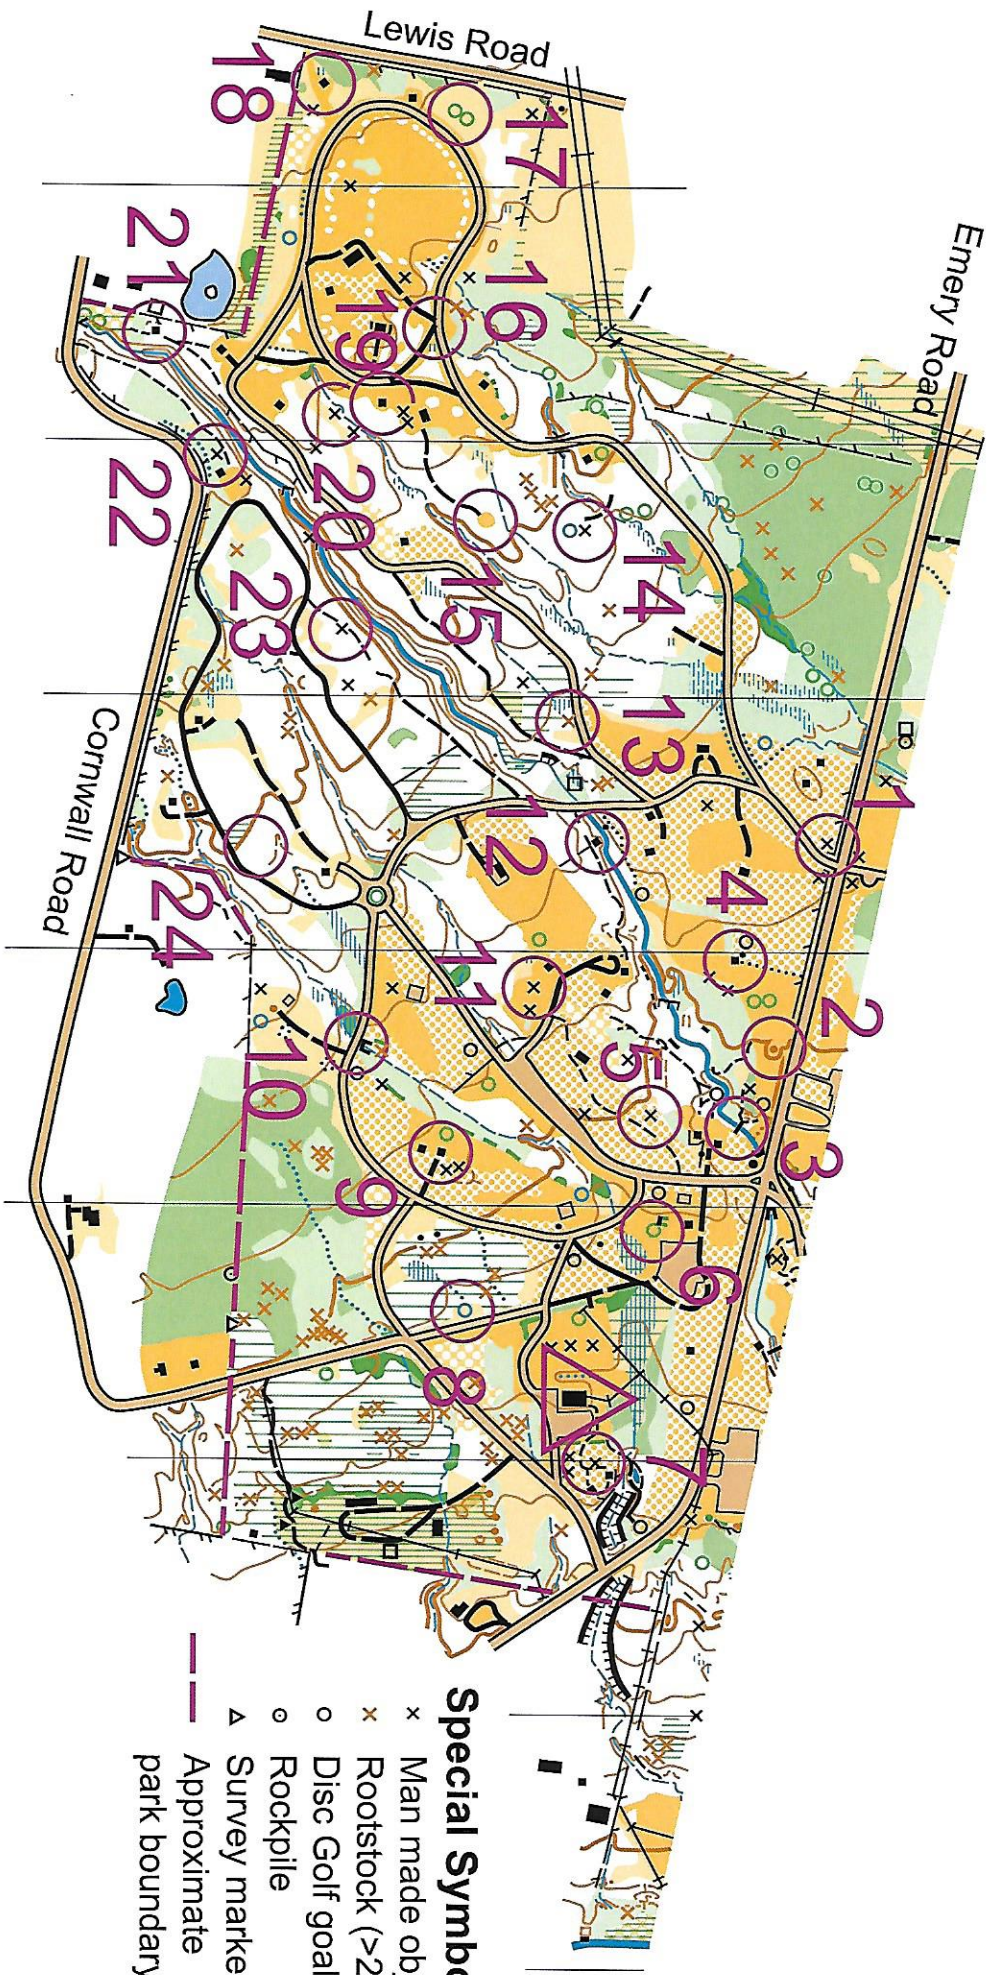 Lewis Road
Emery Road
Cornwall Road
1
2
3
4
5
6
7
8
9
10
11
12
13
14
15
16
17
18
19
20
21
22
23
24
Special Symbo
× Man made ob
× Rootstock (>2
Disc Golf goal
Rockpile
Survey marke
Approximate
park boundary